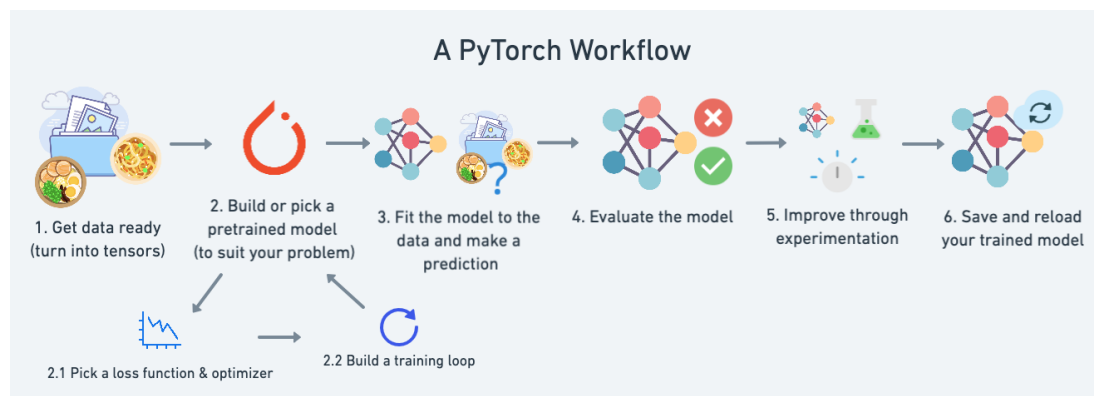 A PyTorch Workflow
1. Get data ready
(turn into tensors)
2. Build or pick a
pretrained model
(to suit your problem)
3. Fit the model to the
data and make a
prediction
4. Evaluate the model
5. Improve through
experimentation
6. Save and reload
your trained model
2.1 Pick a loss function & optimizer
2.2 Build a training loop